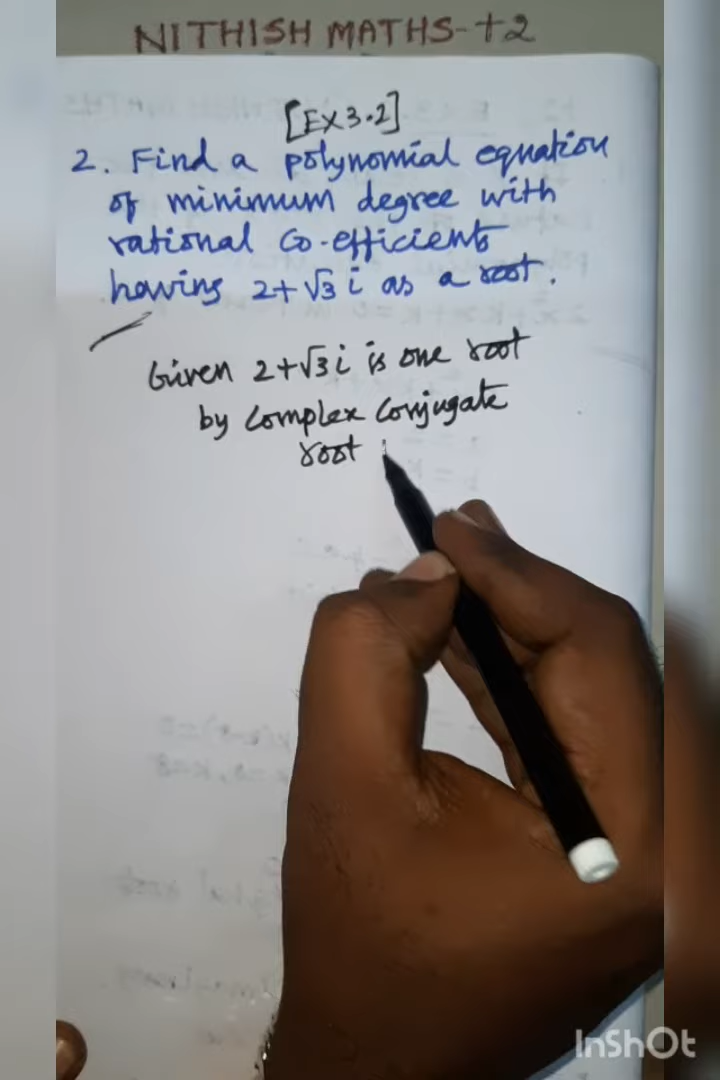 NITHISH MATHS-+2
[EX 3.2]
2. Find a polynomial equation
of minimum degree with
rational co-efficients
having 2+√3 i as a root.
Given 2+√3 i is one root
by complex conjugate
root
InShOt